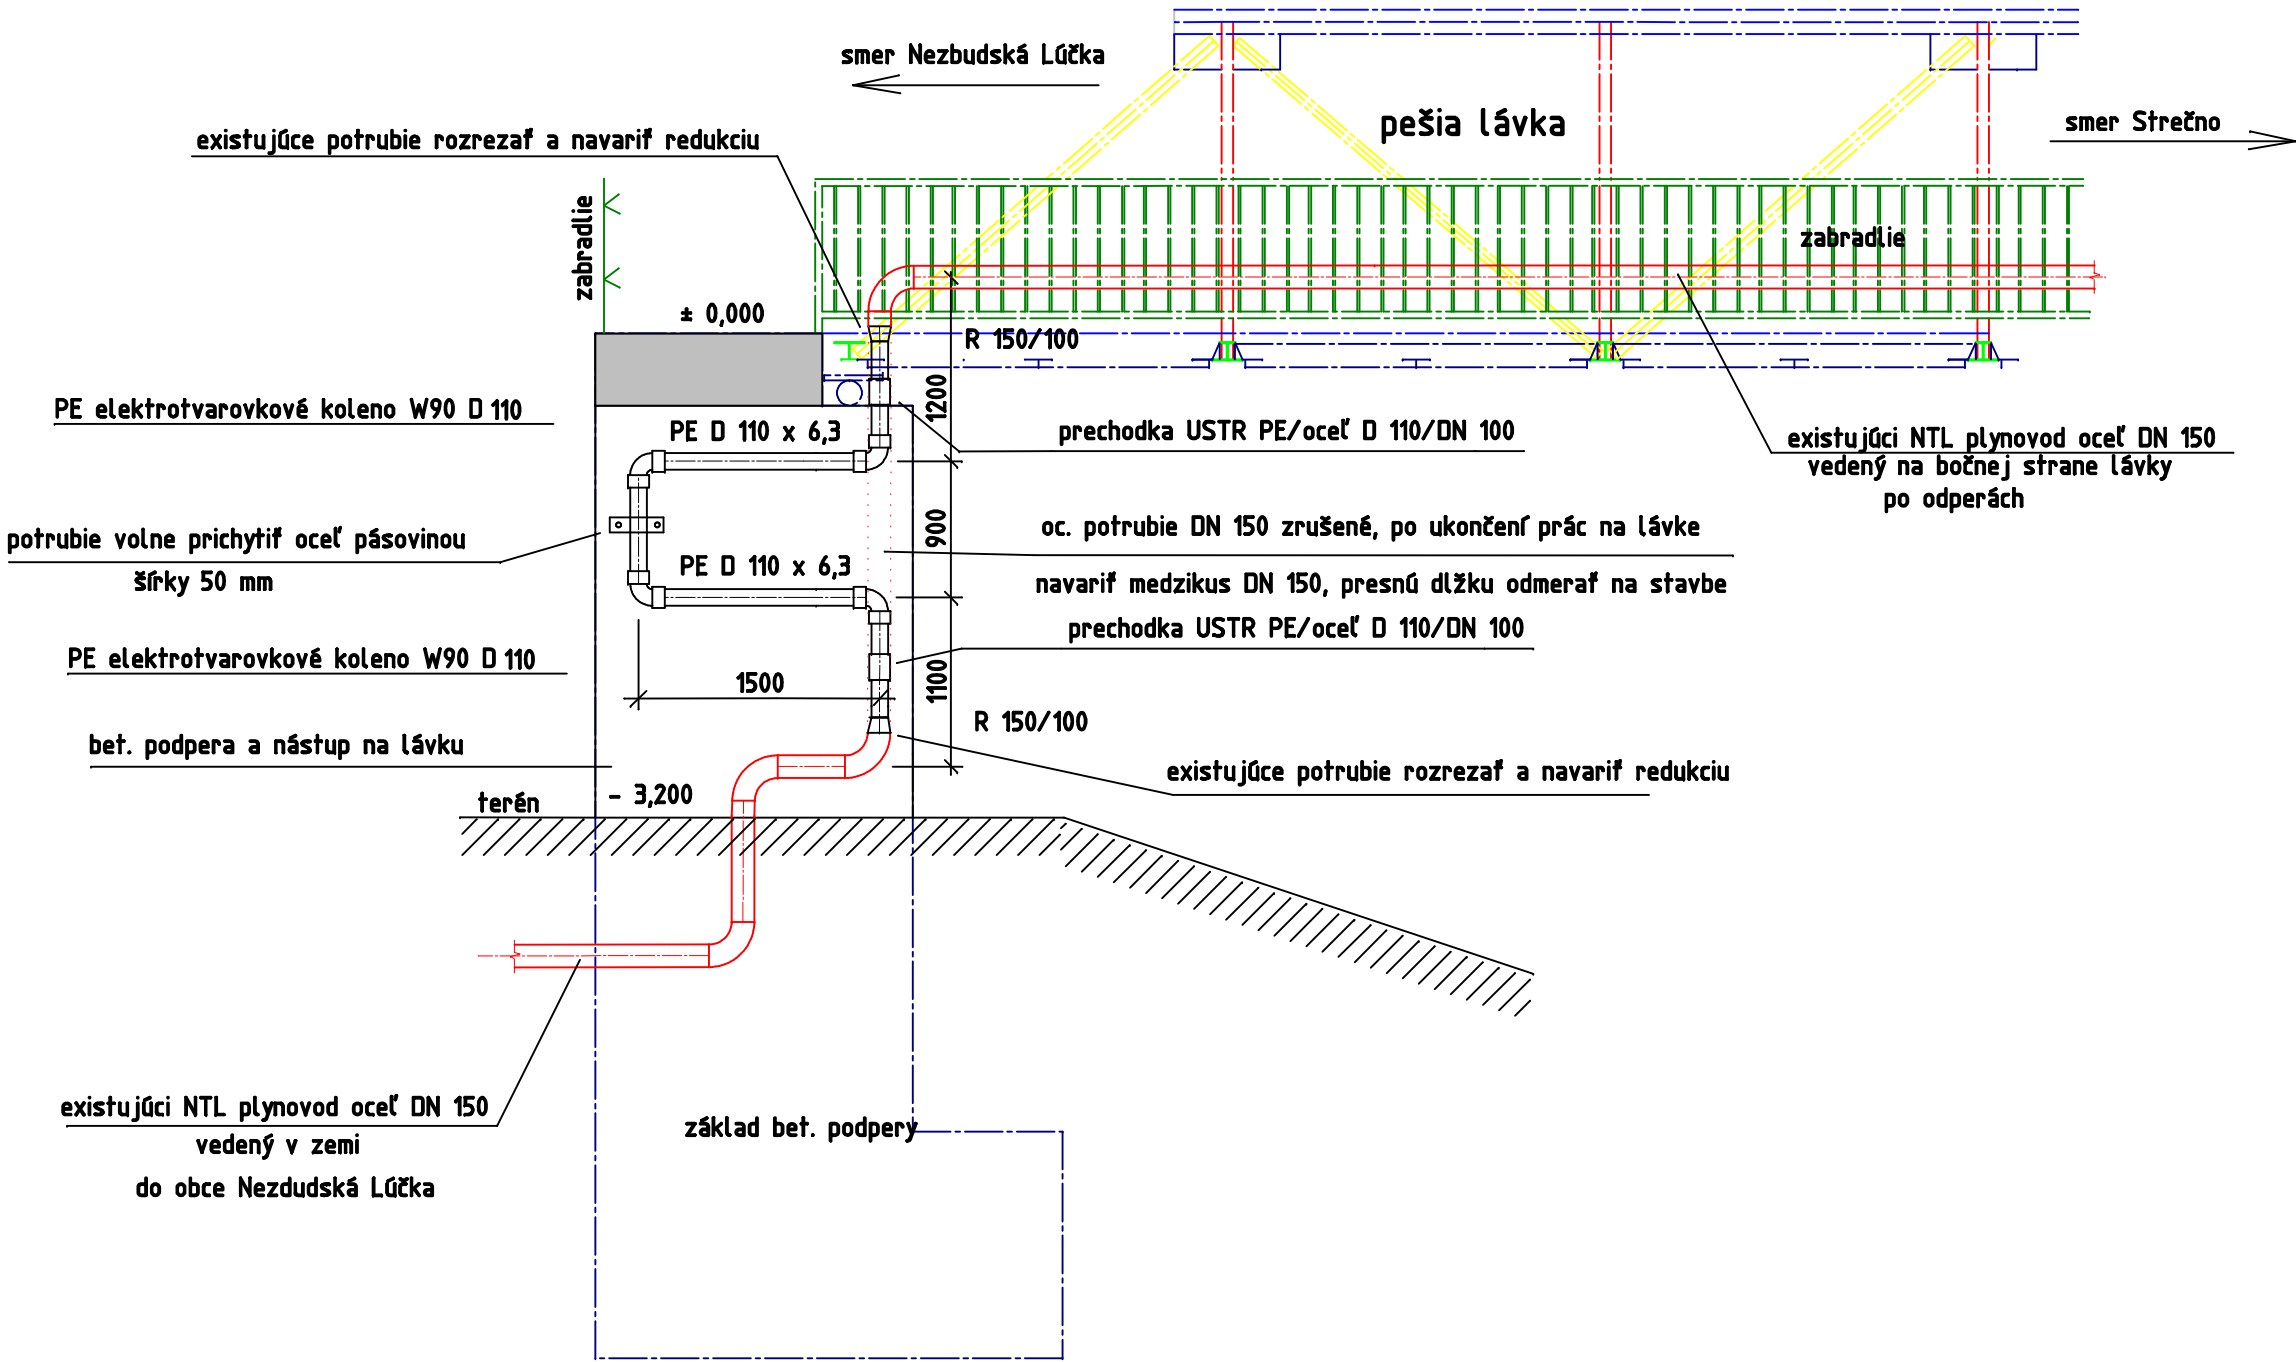 smer Nezbudská Lúčka
pešia lávka
smer Strečno
existujúce potrubie rozrezať a navariť redukciu
zabradlie
zabradlie
± 0,000
R 150/100
1200
PE elektrotvarovkové koleno W90 D 110
PE D 110 x 6,3
prechodka USTR PE/oceľ D 110/DN 100
existujúci NTL plynovod oceľ DN 150
vedený na bočnej strane lávky
po odperách
potrubie volne prichytiť oceľ pásovinou
šírky 50 mm
900
oc. potrubie DN 150 zrušené, po ukončení prác na lávke
PE D 110 x 6,3
navariť medzikus DN 150, presnú dlžku odmerať na stavbe
prechodka USTR PE/oceľ D 110/DN 100
PE elektrotvarovkové koleno W90 D 110
1500
1100
R 150/100
bet. podpera a nástup na lávku
existujúce potrubie rozrezať a navariť redukciu
terén
- 3,200
existujúci NTL plynovod oceľ DN 150
vedený v zemi
do obce Nezdudská Lúčka
základ bet. podpery